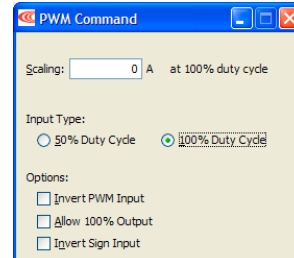 PWM Command
Scaling: 0 A at 100% duty cycle
Input Type:
50% Duty Cycle 100% Duty Cycle
Options:
Invert PWM Input
Allow 100% Output
Invert Sign Input